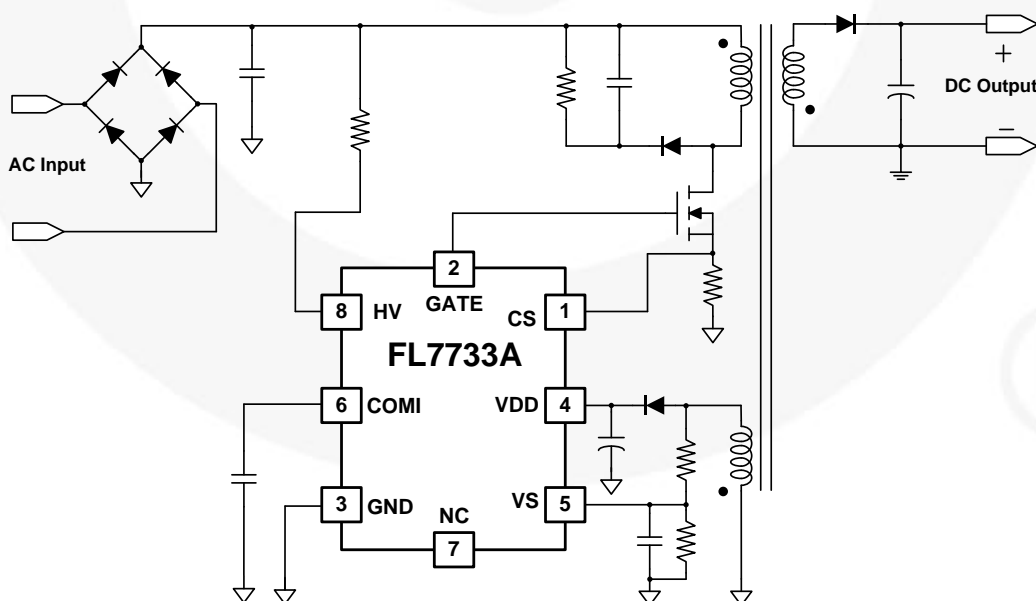 AC Input
+
DC Output
−
2
GATE
8
HV
CS
1
FL7733A
6
COMI
VDD
4
3
GND
NC
VS
5
7